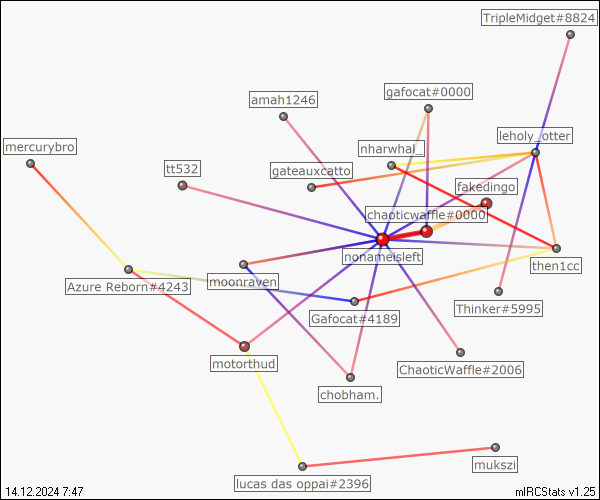 TripleMidget#8824
gafocat#0000
amah1246
leholy_otter
mercurybro
nharwhal_
tt532
gateauxcatto
fakedingo
chaoticwaffle#0000
nonameisleft
then1cc
moonraven
Azure Reborn#4243
Thinker#5995
Gafocat#4189
motorthud
ChaoticWaffle#2006
chobham.
mukszi
lucas das oppai#2396
14.12.2024 7:47
mIRCStats v1.25